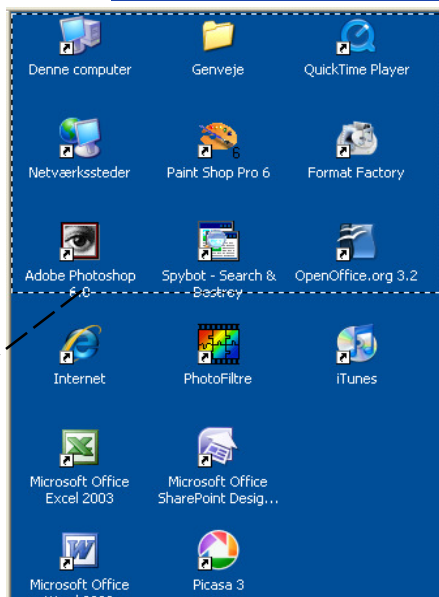 Denne computer
Genveje
QuickTime Player
Netværkssteder
Paint Shop Pro 6
Format Factory
Adobe Photoshop
6.0
Spybot - Search &
Destroy
OpenOffice.org 3.2
Internet
PhotoFiltre
iTunes
Microsoft Office
Excel 2003
Microsoft Office
SharePoint Desig...
Microsoft Office
Word 2003
Picasa 3